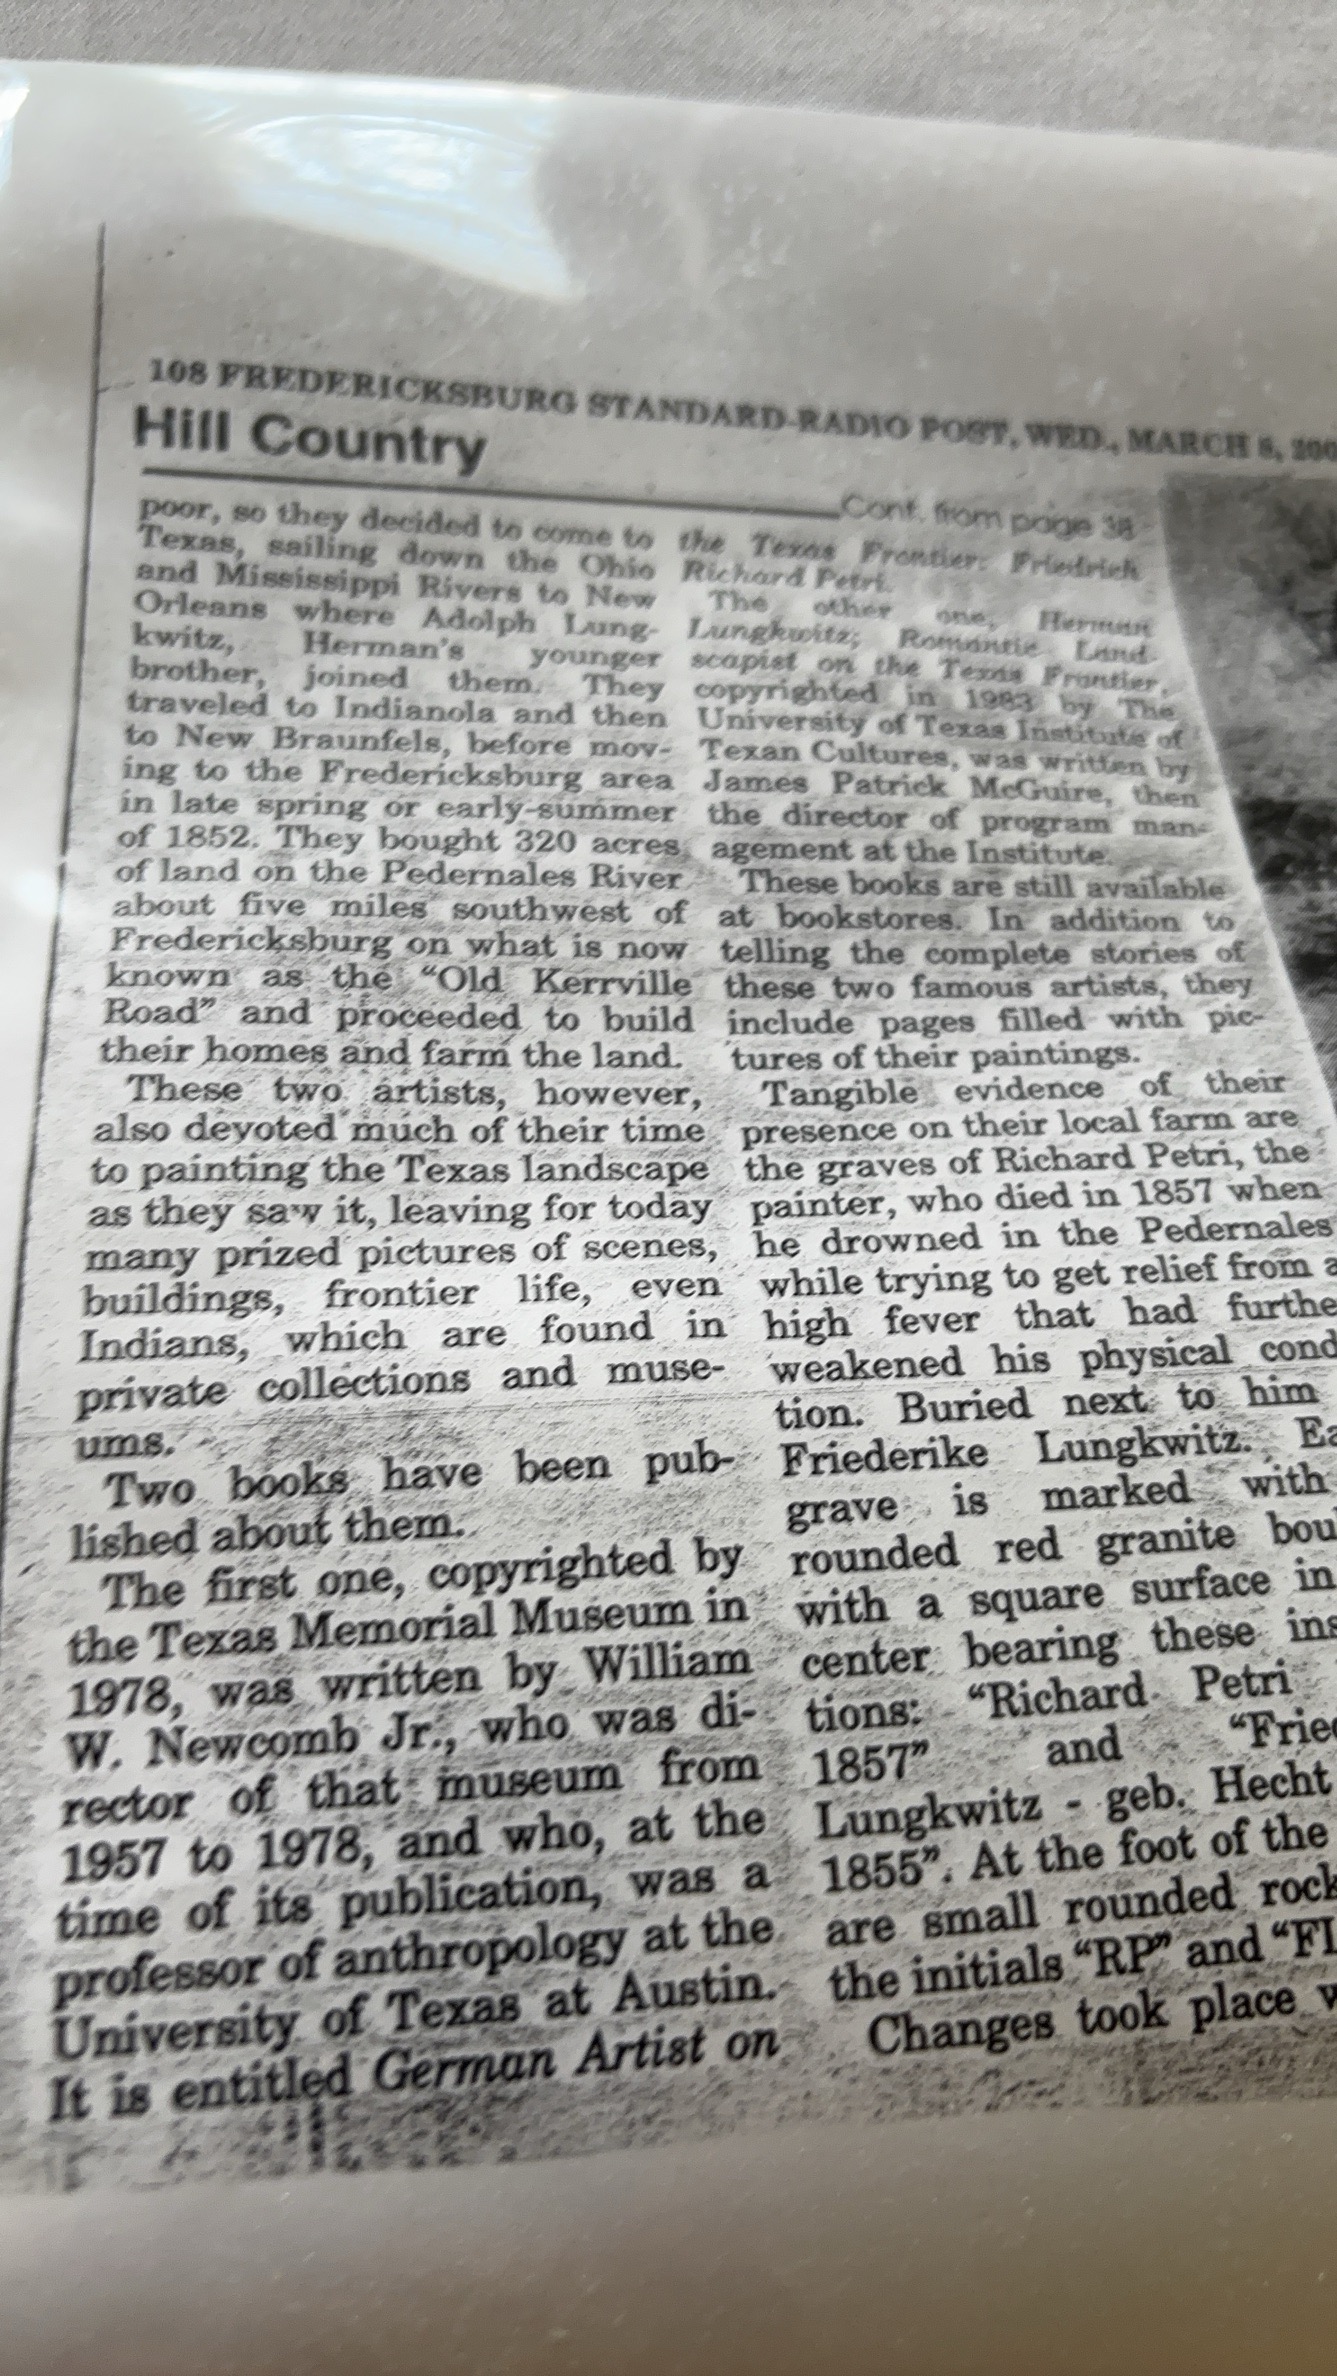 108 FREDERICKSBURG STANDARD-RADIO POST, WED., MARCH 8, 200
Hill Country
Cont. from page 38
poor, so they decided to come to
Texas, sailing down the Ohio
and Mississippi Rivers to New
Orleans where Adolph Lung-
kwitz, Herman's younger
brother, joined them. They
traveled to Indianola and then
to New Braunfels, before mov-
ing to the Fredericksburg area
in late spring or early-summer
of 1852. They bought 320 acres
of land on the Pedernales River
about five miles southwest of
Fredericksburg on what is now
known as the "Old Kerrville
Road" and proceeded to build
their homes and farm the land.
These two artists, however,
also devoted much of their time
to painting the Texas landscape
as they saw it, leaving for today
many prized pictures of scenes,
buildings, frontier life, even
Indians, which are found in
private collections and muse-
ums.
Two books have been pub-
lished about them.
The first one, copyrighted by
the Texas Memorial Museum in
1978, was written by William
W. Newcomb Jr., who was di-
rector of that museum from
1957 to 1978, and who, at the
time of its publication, was a
professor of anthropology at the
University of Texas at Austin.
It is entitled German Artist on
the Texas Frontier: Friedrich
Richard Petri.
The other one, Herman
Lungkwitz; Romantic Land-
scapist on the Texas Frontier,
copyrighted in 1983 by The
University of Texas Institute of
Texan Cultures, was written by
James Patrick McGuire, then
the director of program man-
agement at the Institute.
These books are still available
at bookstores. In addition to
telling the complete stories of
these two famous artists, they
include pages filled with pic-
tures of their paintings.
Tangible evidence of their
presence on their local farm are
the graves of Richard Petri, the
painter, who died in 1857 when
he drowned in the Pedernales
while trying to get relief from a
high fever that had furthe
weakened his physical cond
tion. Buried next to him
Friederike Lungkwitz. Ea
grave is marked with
rounded red granite boul
with a square surface in
center bearing these ins
tions: "Richard Petri
1857" and "Fried
Lungkwitz - geb. Hecht
1855". At the foot of the
are small rounded rock
the initials "RP" and "Fl
Changes took place w